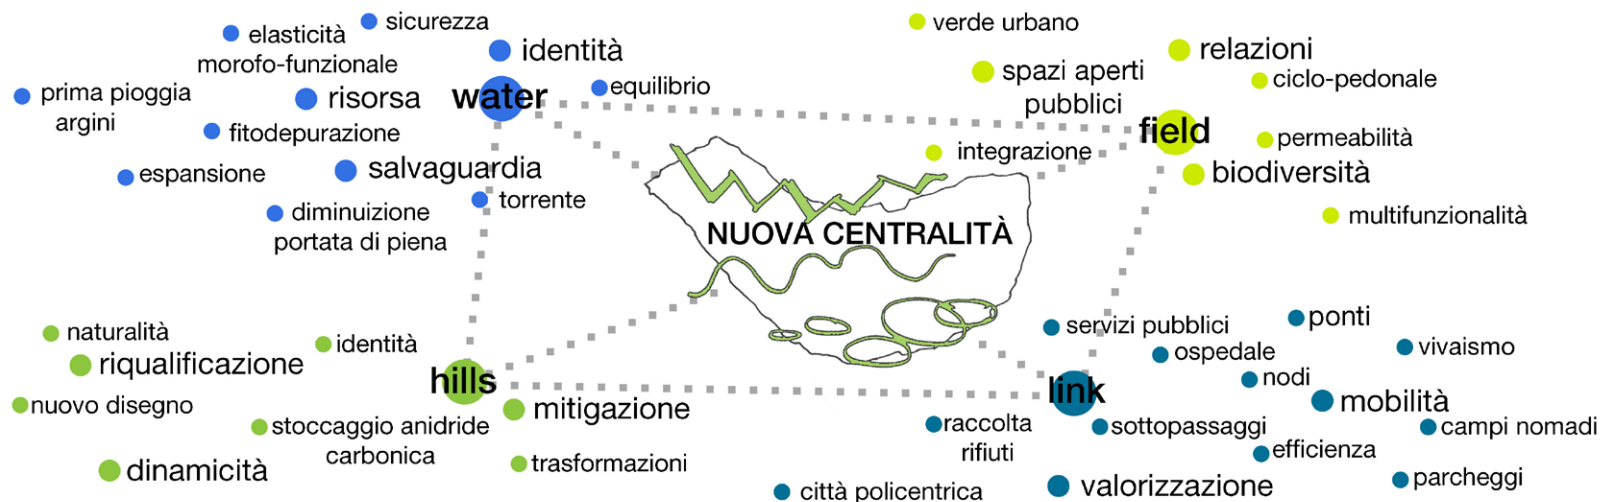 sicurezza
elasticità
morofo-funzionale
identità
prima pioggia
argini
risorsa
water
equilibrio
fitodepurazione
espansione
salvaguardia
torrente
diminuizione
portata di piena
verde urbano
relazioni
spazi aperti
pubblici
ciclo-pedonale
field
permeabilità
integrazione
biodiversità
multifunzionalità
NUOVA CENTRALITÀ
naturalità
identità
riqualificazione
hills
nuovo disegno
mitigazione
stoccaggio anidride
carbonica
dinamicità
trasformazioni
servizi pubblici
ponti
ospedale
vivaismo
nodi
link
mobilità
raccolta
rifiuti
sottopassaggi
campi nomadi
efficienza
parcheggi
città policentrica
valorizzazione